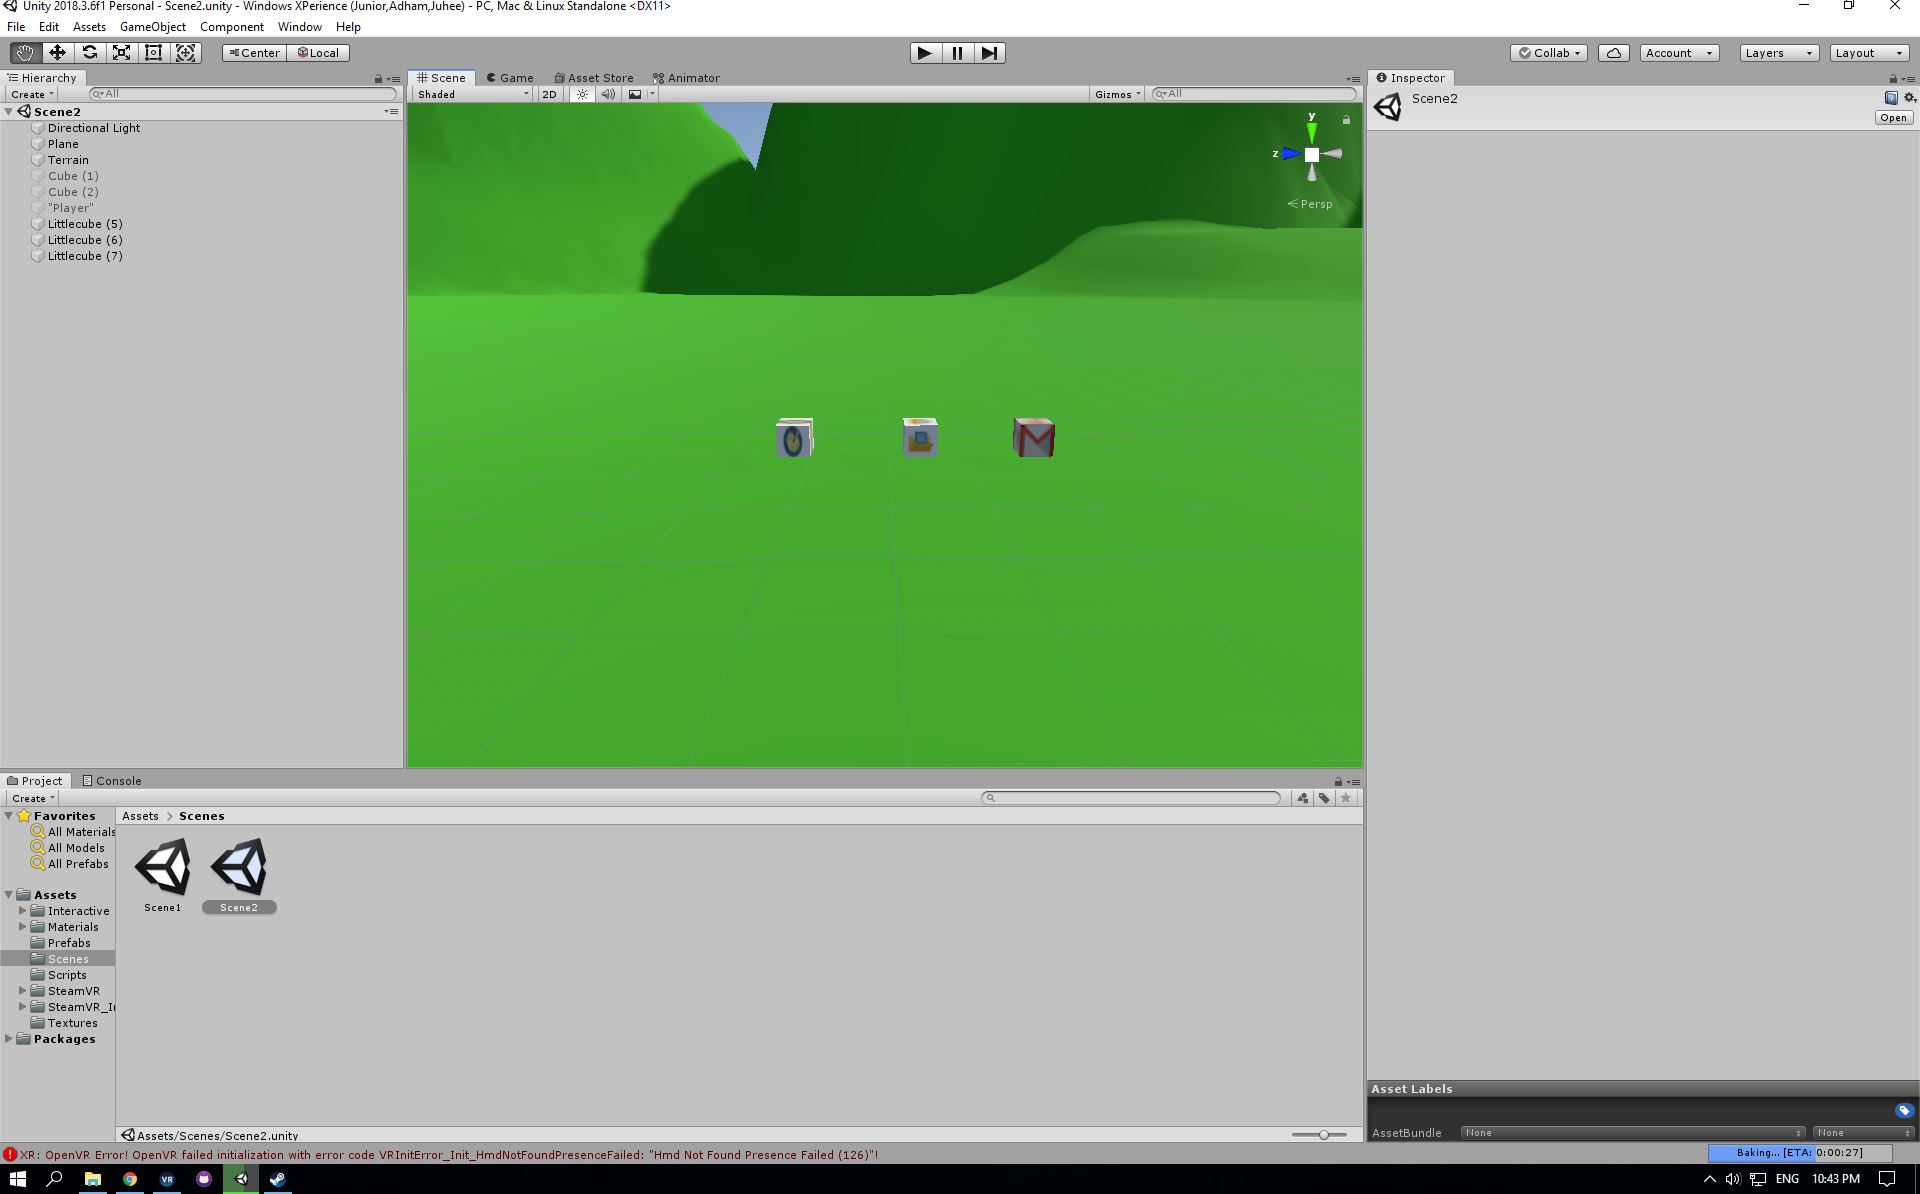 Unity 2018.3.6f1 Personal - Scene2.unity - Windows XPerience (Junior,Adham,Juhee) - PC, Mac & Linux Standalone <DX11>
File Edit Assets GameObject Component Window Help
Center Local Collab Account Layers Layout
Hierarchy Scene Game Asset Store Animator Inspector
Create All Shaded 2D Gizmos All Scene2
Open
Scene2
Directional Light
Plane
Terrain
Cube (1)
Cube (2)
"Player"
Littlecube (5)
Littlecube (6)
Littlecube (7)
y
z
Persp
M
Project Console
Create
Favorites
All Materials
All Models
All Prefabs
Assets
Interactive
Materials
Prefabs
Scenes
Scripts
SteamVR
SteamVR_I
Textures
Packages
Assets > Scenes
Scene1 Scene2
Assets/Scenes/Scene2.unity
Asset Labels
AssetBundle None None
XR: OpenVR Error! OpenVR failed initialization with error code VRInitError_Init_HmdNotFoundPresenceFailed: "Hmd Not Found Presence Failed (126)"!
Baking... [ETA: 0:00:27]
VR ENG 10:43 PM